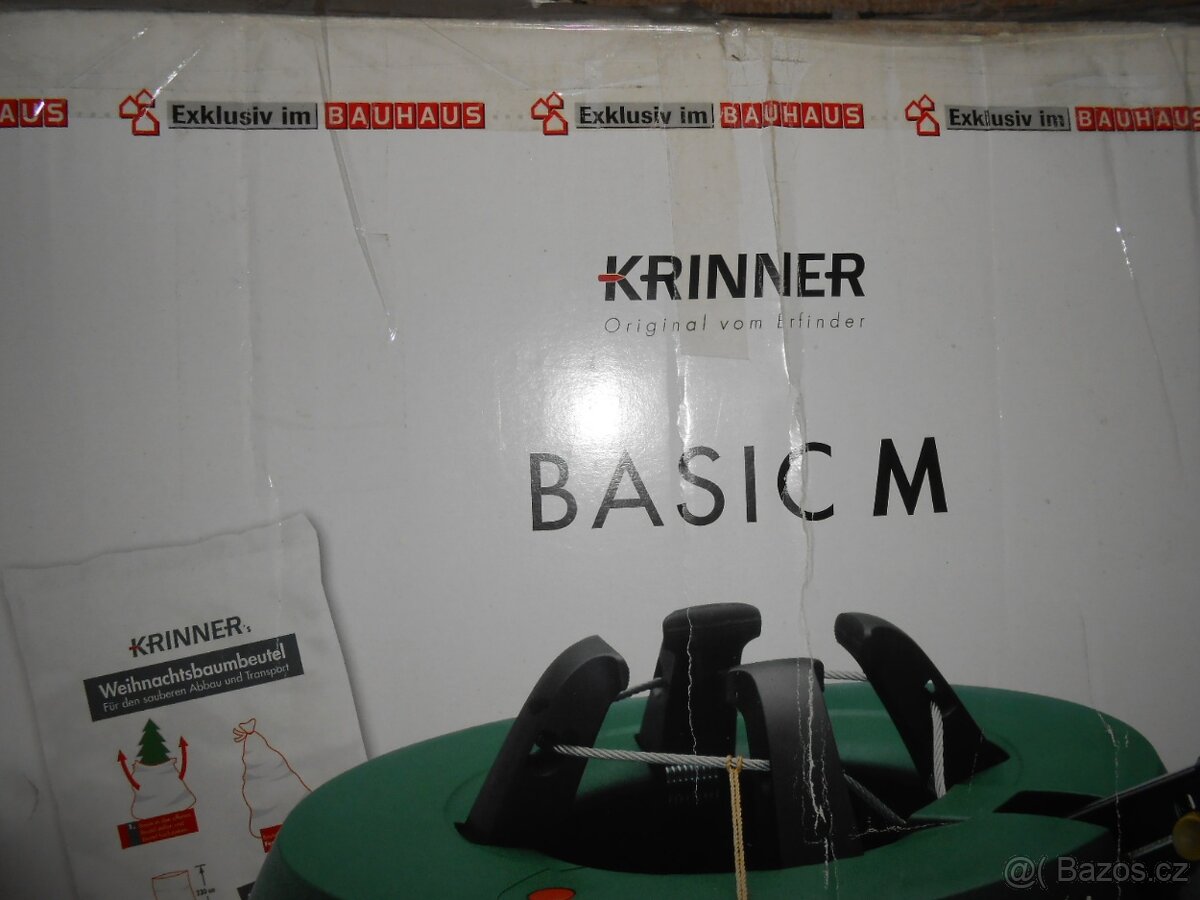 AUS Exklusiv im BAUHAUS Exklusiv im BAUHAUS Exklusiv im BAUHAUS
KRINNER
Original vom Erfinder
BASIC M
KRINNER's
Weihnachtsbaumbeutel
Für den sauberen Abbau und Transport
@( Bazos.cz